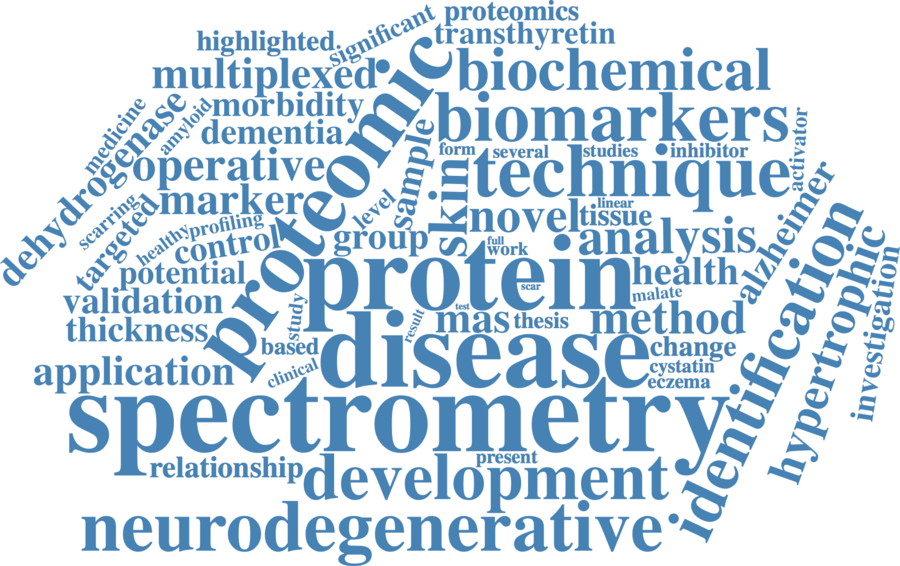 proteomics
significant
highlighted
transthyretin
multiplexed
proteomic
biochemical
medicine
dehydrogenase
amyloid
morbidity
biomarkers
dementia
sample
form
several
studies
inhibitor
activator
operative
skin
technique
scarring
targeted
marker
level
novel
linear
tissue
alzheimer
healthy
profiling
control
group
full
work
analysis
identification
hypertrophic
investigation
potential
protein
scar
health
malate
validation
study
test
result
mas
thesis
method
thickness
based
disease
change
application
clinical
cystatin
eczema
spectrometry
relationship
present
development
neurodegenerative